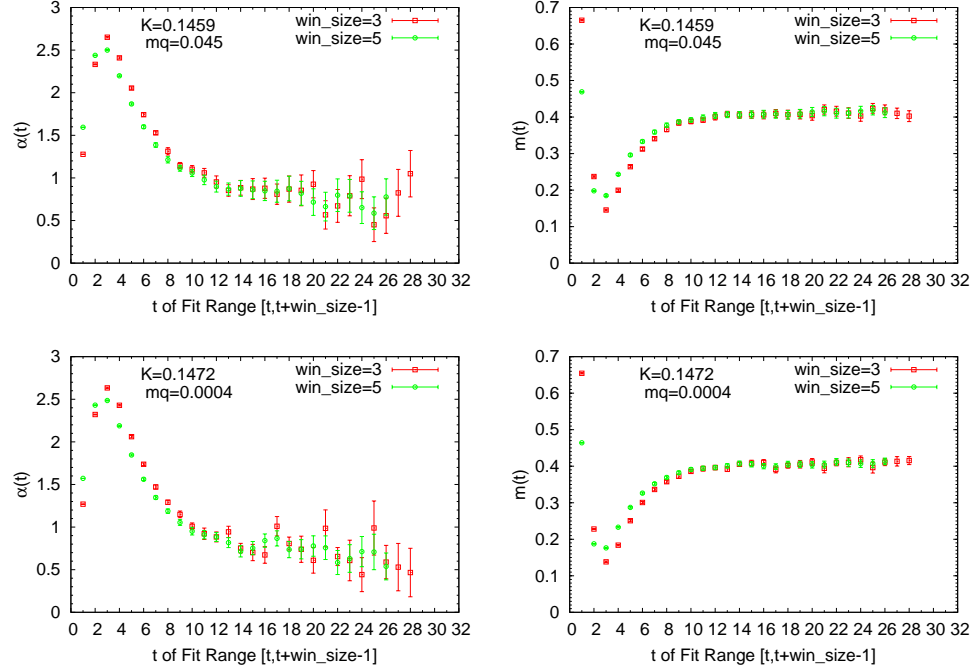 3
2.5
2
1.5
1
0.5
0
α(t)
K=0.1459
mq=0.045
win_size=3
win_size=5
0 2 4 6 8 10 12 14 16 18 20 22 24 26 28 30 32
t of Fit Range [t,t+win_size-1]
0.7
0.6
0.5
0.4
0.3
0.2
0.1
0
m(t)
K=0.1459
mq=0.045
win_size=3
win_size=5
0 2 4 6 8 10 12 14 16 18 20 22 24 26 28 30 32
t of Fit Range [t,t+win_size-1]
3
2.5
2
1.5
1
0.5
0
α(t)
K=0.1472
mq=0.0004
win_size=3
win_size=5
0 2 4 6 8 10 12 14 16 18 20 22 24 26 28 30 32
t of Fit Range [t,t+win_size-1]
0.7
0.6
0.5
0.4
0.3
0.2
0.1
0
m(t)
K=0.1472
mq=0.0004
win_size=3
win_size=5
0 2 4 6 8 10 12 14 16 18 20 22 24 26 28 30 32
t of Fit Range [t,t+win_size-1]